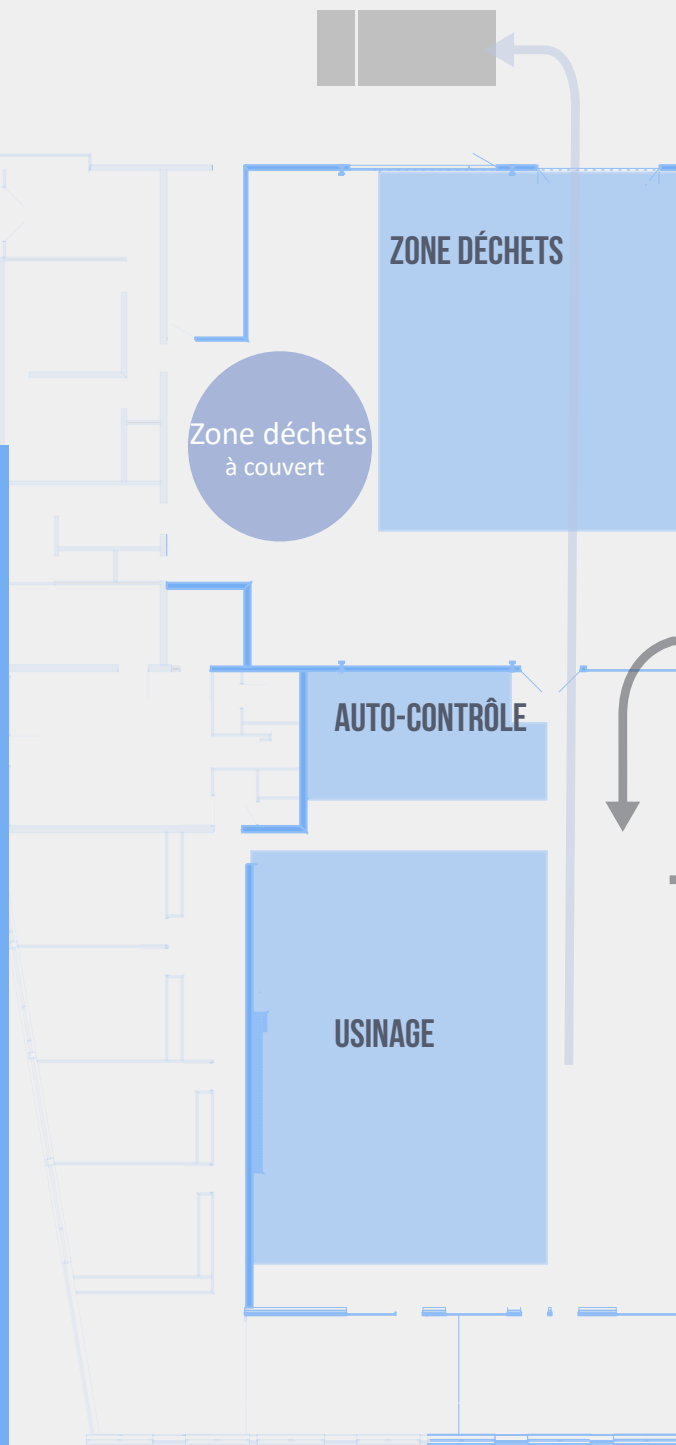 ZONE DÉCHETS
Zone déchets
à couvert
AUTO-CONTRÔLE
USINAGE